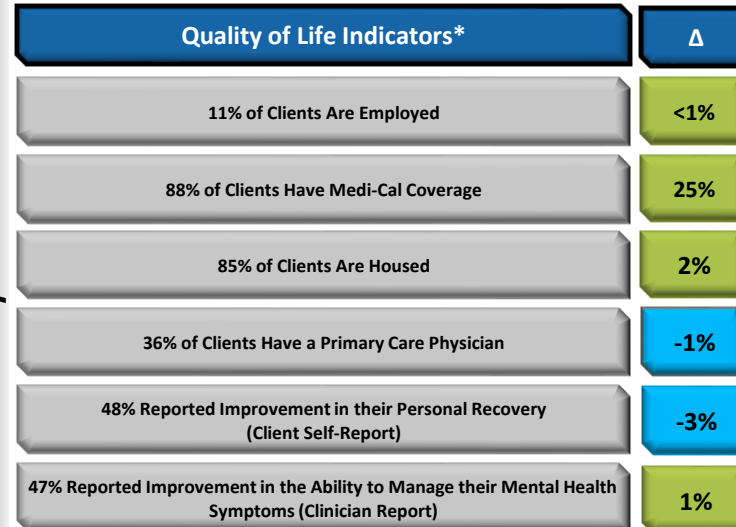 Quality of Life Indicators* Δ
11% of Clients Are Employed <1%
88% of Clients Have Medi-Cal Coverage 25%
85% of Clients Are Housed 2%
36% of Clients Have a Primary Care Physician -1%
48% Reported Improvement in their Personal Recovery
(Client Self-Report) -3%
47% Reported Improvement in the Ability to Manage their Mental Health
Symptoms (Clinician Report) 1%